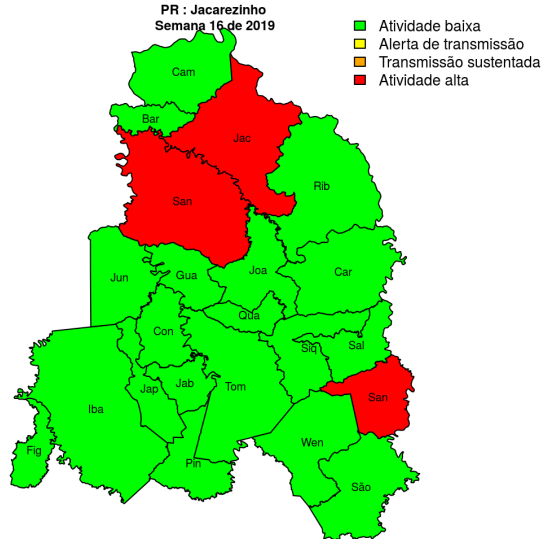 PR : Jacarezinho
Semana 16 de 2019
Atividade baixa
Alerta de transmissão
Transmissão sustentada
Atividade alta
Cam
Bar
Jac
Rib
San
Jun
Gua
Joa
Car
Qua
Con
Siq
Sal
Jap
Jab
Tom
San
Iba
Wen
Fig
Pin
São